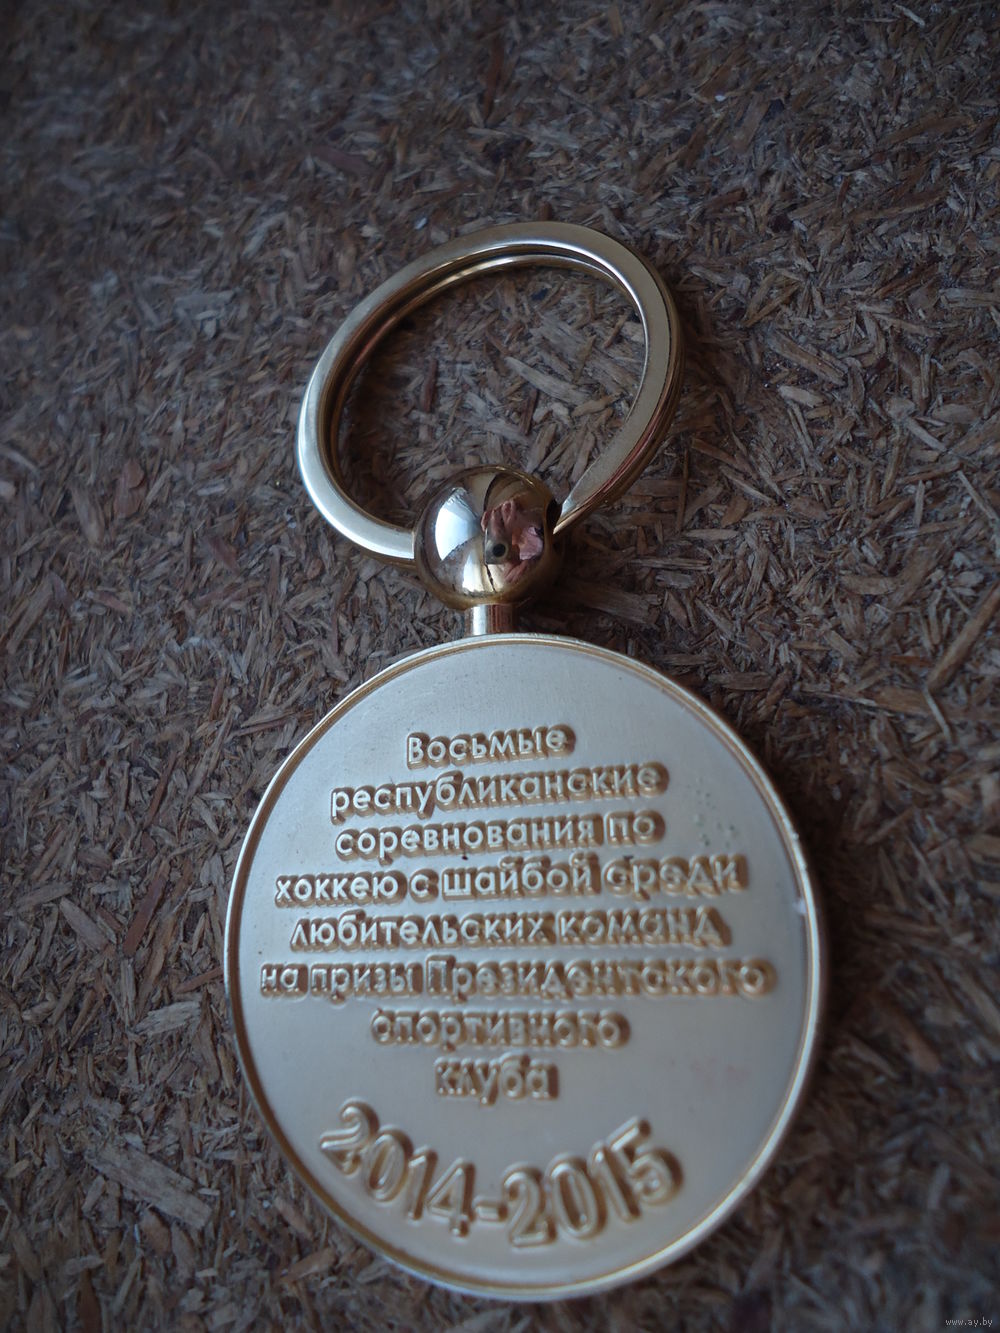 Восьмые
республиканские
соревнования по
хоккею с шайбой среди
любительских команд
на призы Президентского
спортивного
клуба
2014-2015
www.ay.by